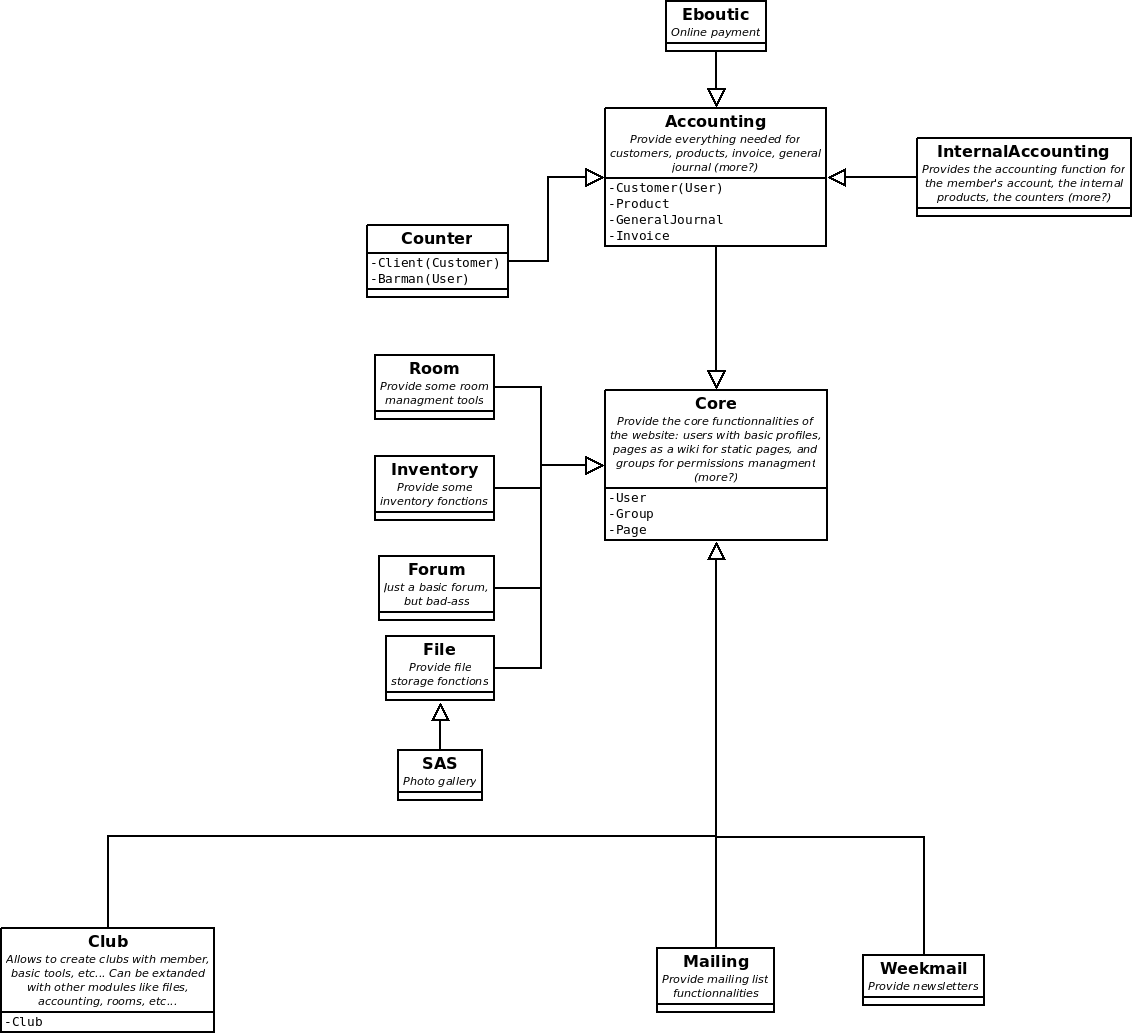 Eboutic
Online payment
Accounting
Provide everything needed for
customers, products, invoice, general
journal (more?)
-Customer(User)
-Product
-GeneralJournal
-Invoice
InternalAccounting
Provides the accounting function for
the member's account, the internal
products, the counters (more?)
Counter
-Client(Customer)
-Barman(User)
Room
Provide some room
managment tools
Core
Provide the core functionnalities of
the website: users with basic profiles,
pages as a wiki for static pages, and
groups for permissions managment
(more?)
-User
-Group
-Page
Inventory
Provide some
inventory fonctions
Forum
Just a basic forum,
but bad-ass
File
Provide file
storage fonctions
SAS
Photo gallery
Club
Allows to create clubs with member,
basic tools, etc... Can be extanded
with other modules like files,
accounting, rooms, etc...
-Club
Mailing
Provide mailing list
functionnalities
Weekmail
Provide newsletters